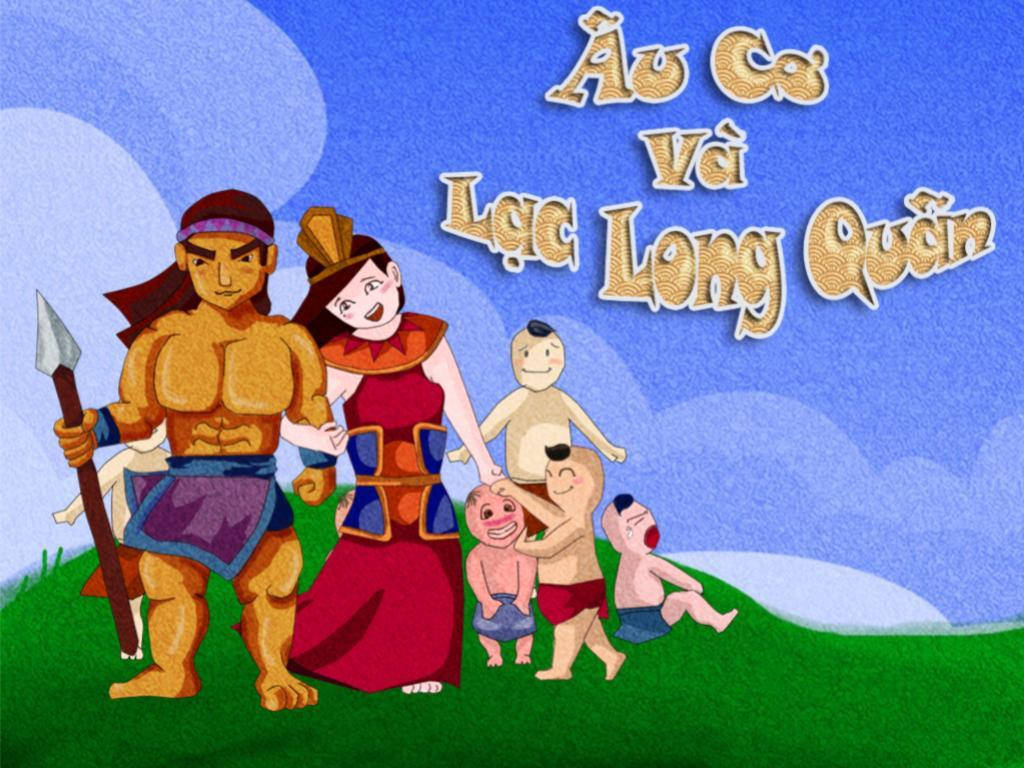 Âu Cơ
Và
Lạc Long Quân